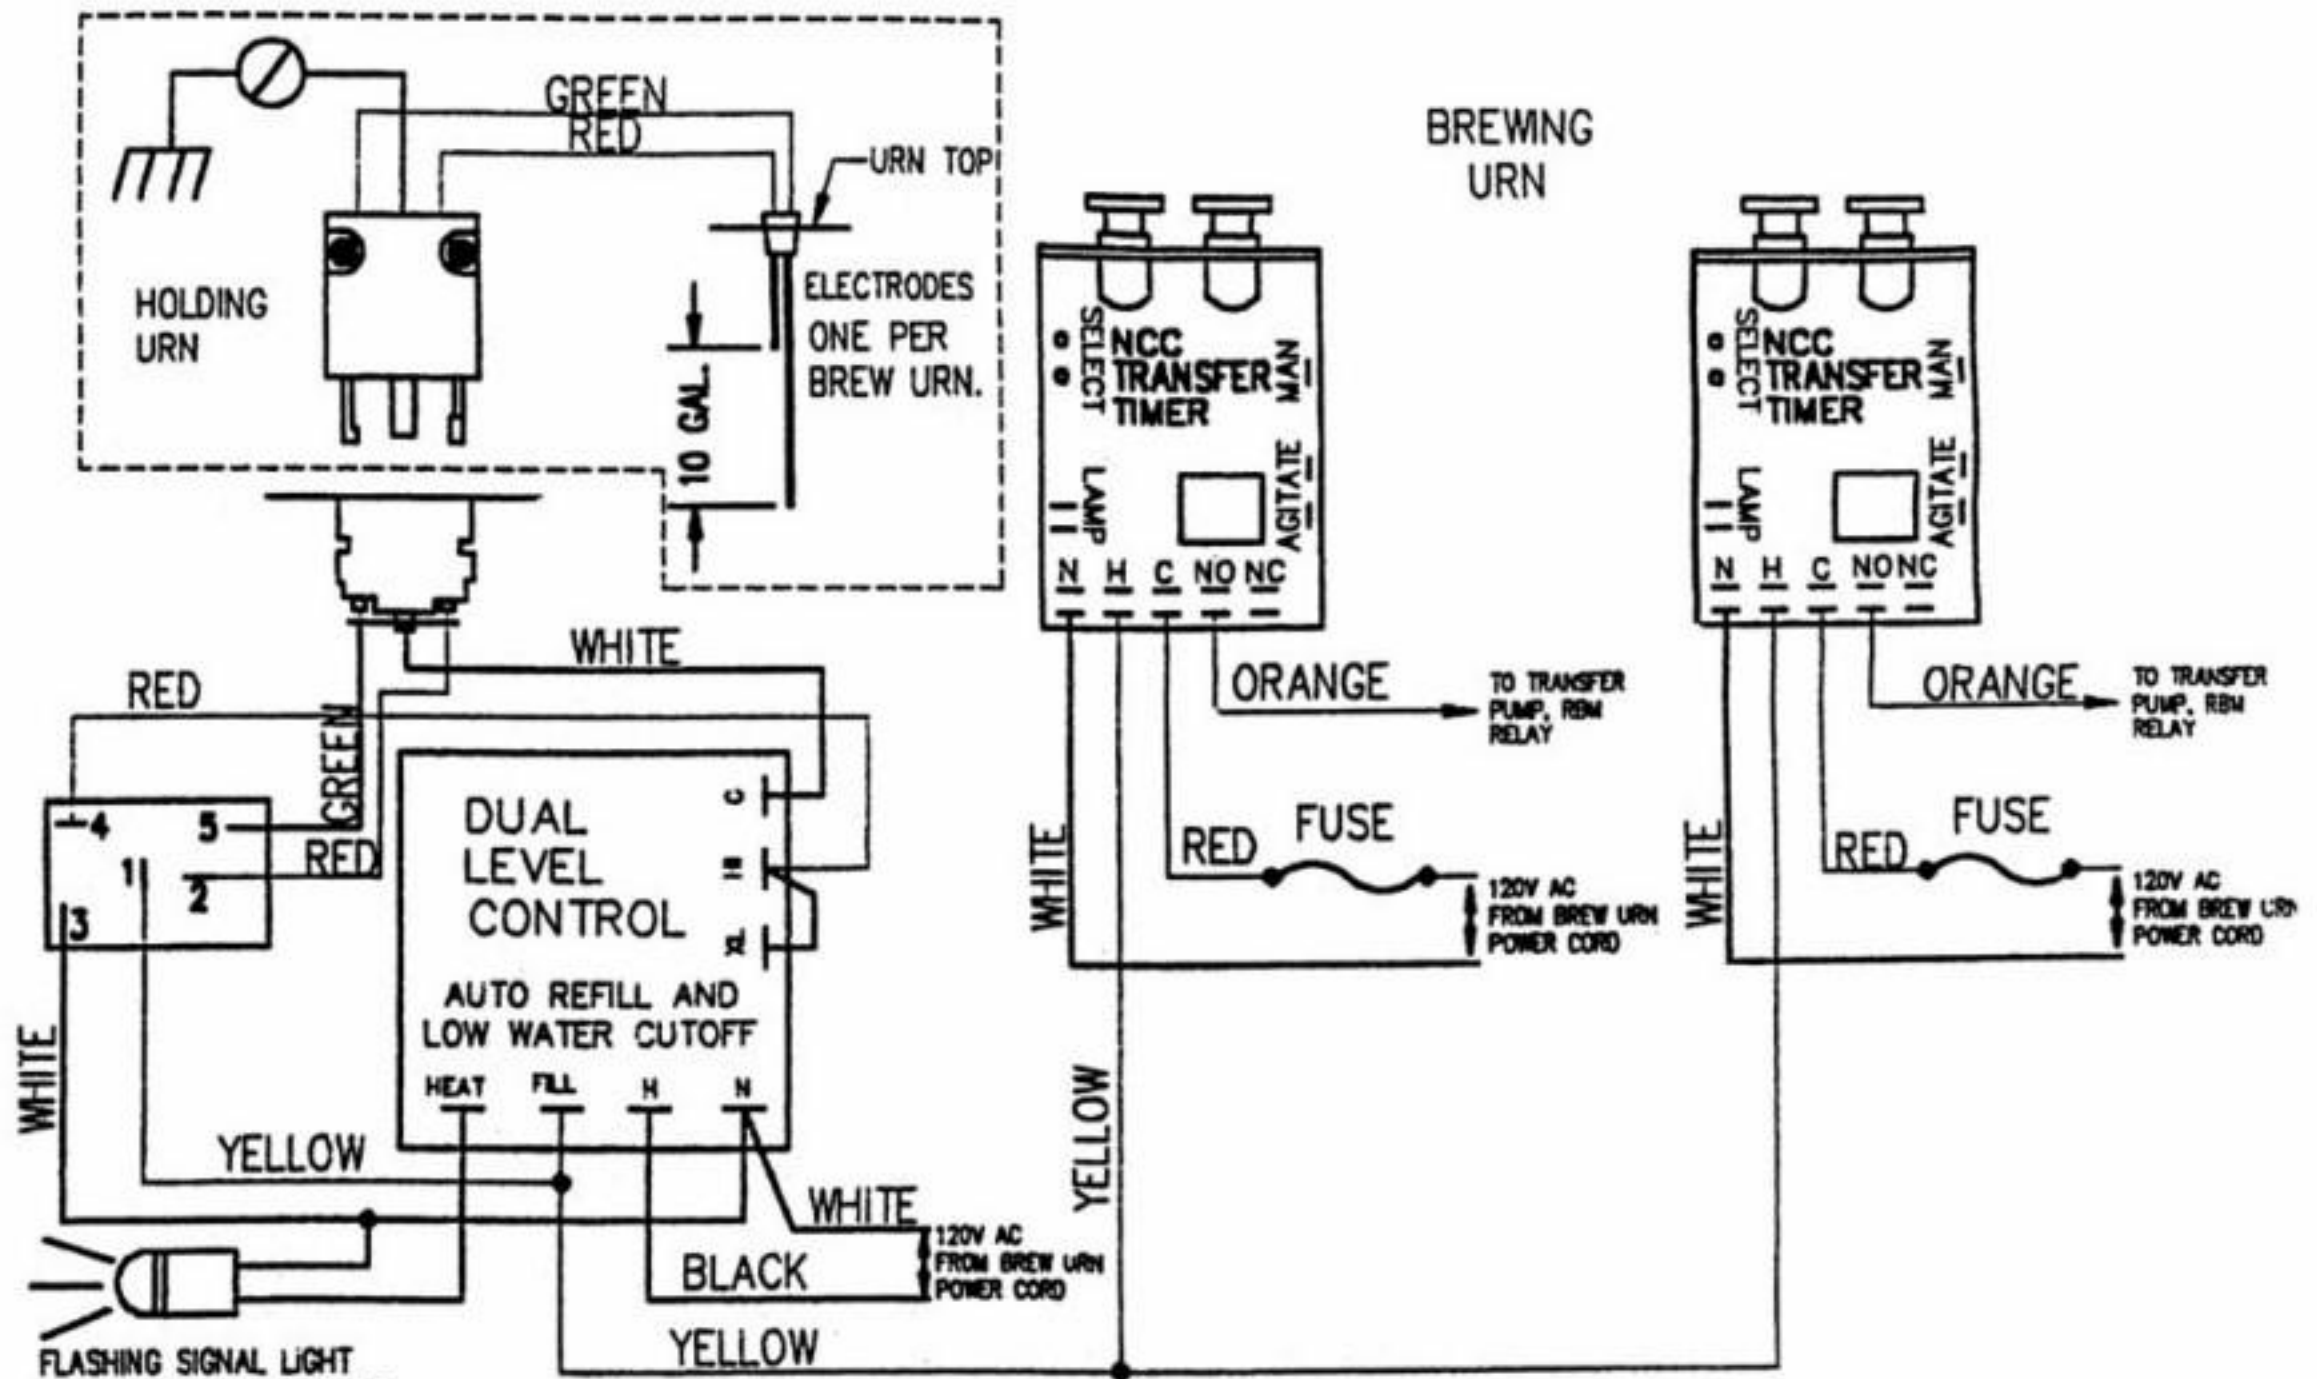 GREEN
RED
URN TOP
HOLDING
URN
ELECTRODES
ONE PER
BREW URN.
10 GAL.
BREWING
URN
SELECT
NCC
TRANSFER
TIMER
MAN
LAMP
AGITATE
N H C NO NC
SELECT
NCC
TRANSFER
TIMER
MAN
LAMP
AGITATE
N H C NO NC
WHITE
RED
GREEN
4 5
RED
1 2
3
WHITE
DUAL
LEVEL
CONTROL
C
XL
AUTO REFILL AND
LOW WATER CUTOFF
HEAT FILL H N
YELLOW
WHITE
BLACK
120V AC
FROM BREW URN
POWER CORD
FLASHING SIGNAL LIGHT
YELLOW
YELLOW
ORANGE
TO TRANSFER
PUMP, RBM
RELAY
WHITE
RED
FUSE
120V AC
FROM BREW URN
POWER CORD
ORANGE
TO TRANSFER
PUMP, RBM
RELAY
WHITE
RED
FUSE
120V AC
FROM BREW URN
POWER CORD